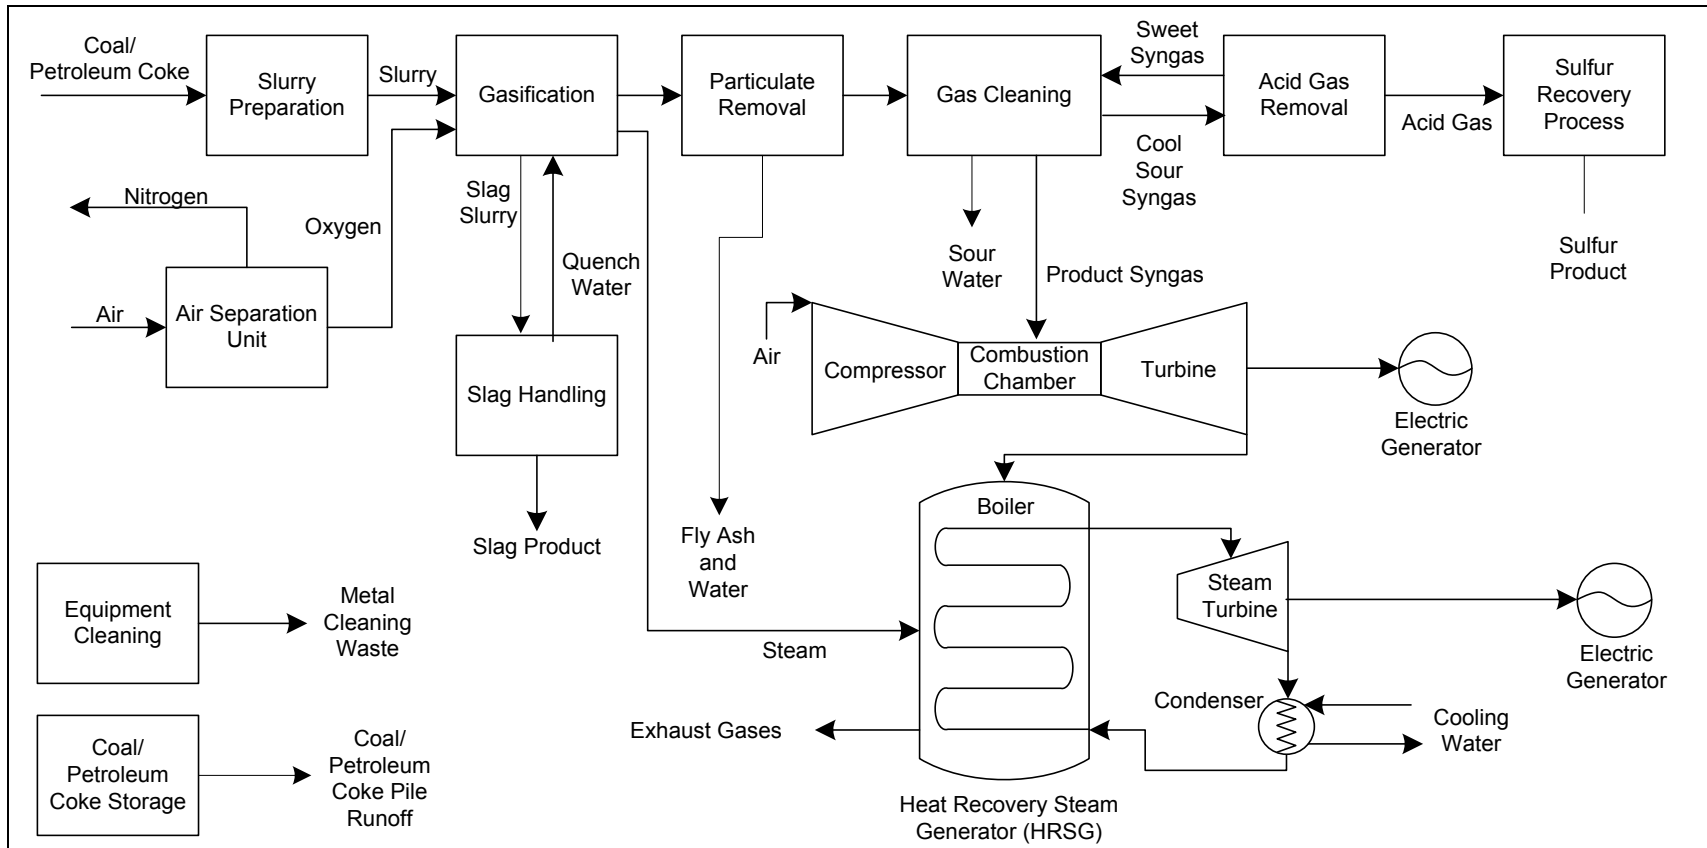 Coal/
Petroleum Coke
Slurry
Preparation
Slurry
Gasification
Particulate
Removal
Gas Cleaning
Sweet
Syngas
Cool
Sour
Syngas
Acid Gas
Removal
Acid Gas
Sulfur
Recovery
Process
Sulfur
Product
Nitrogen
Oxygen
Air
Air Separation
Unit
Slag
Slurry
Quench
Water
Slag Handling
Slag Product
Fly Ash
and
Water
Sour
Water
Product Syngas
Air
Compressor
Combustion
Chamber
Turbine
Electric
Generator
Boiler
Steam
Turbine
Electric
Generator
Steam
Condenser
Cooling
Water
Exhaust Gases
Heat Recovery Steam
Generator (HRSG)
Equipment
Cleaning
Metal
Cleaning
Waste
Coal/
Petroleum
Coke Storage
Coal/
Petroleum
Coke Pile
Runoff